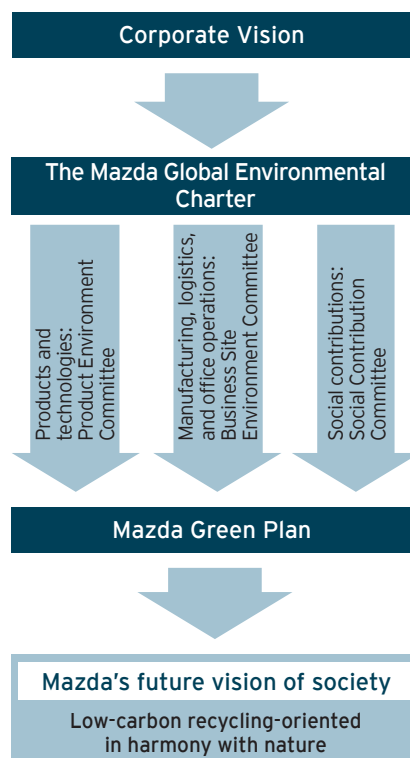 Corporate Vision
The Mazda Global Environmental
Charter
Products and
technologies:
Product Environment
Committee
Manufacturing, logistics,
and office operations:
Business Site
Environment Committee
Social contributions:
Social Contribution
Committee
Mazda Green Plan
Mazda’s future vision of society
Low-carbon recycling-oriented
in harmony with nature